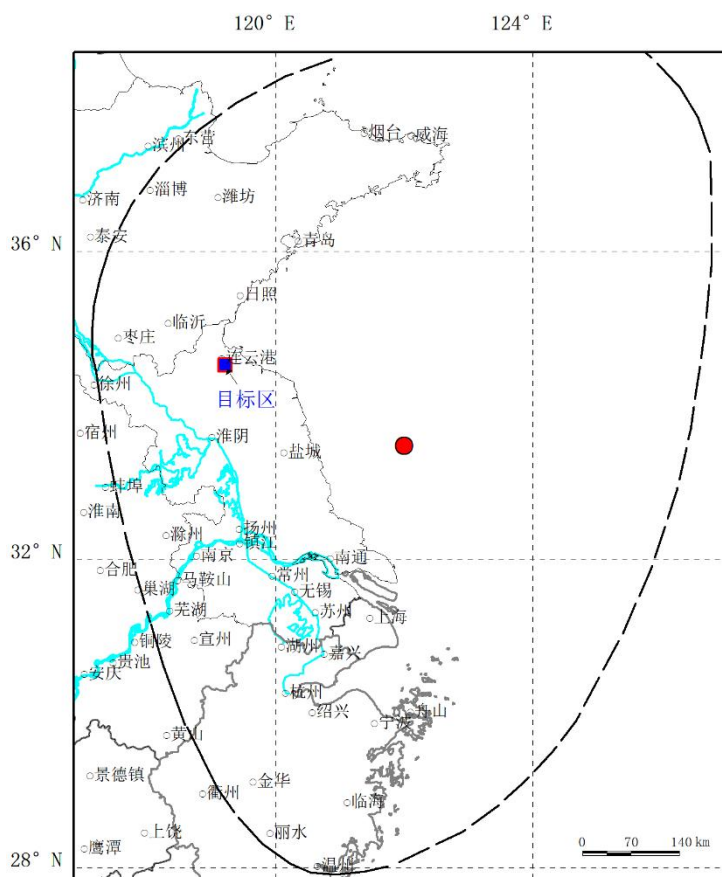 120° E
124° E
烟台
威海
东营
滨州
淄博
潍坊
济南
36° N
泰安
青岛
日照
临沂
枣庄
连云港
徐州
目标区
宿州
淮阴
盐城
蚌埠
淮南
扬州
滁州
镇江
32° N
南京
南通
合肥
常州
马鞍山
巢湖
无锡
芜湖
苏州
上海
铜陵
宣州
湖州
嘉兴
贵池
安庆
杭州
绍兴
舟山
宁波
黄山
景德镇
金华
衢州
临海
上饶
丽水
鹰潭
28° N
温州
0 70 140 km